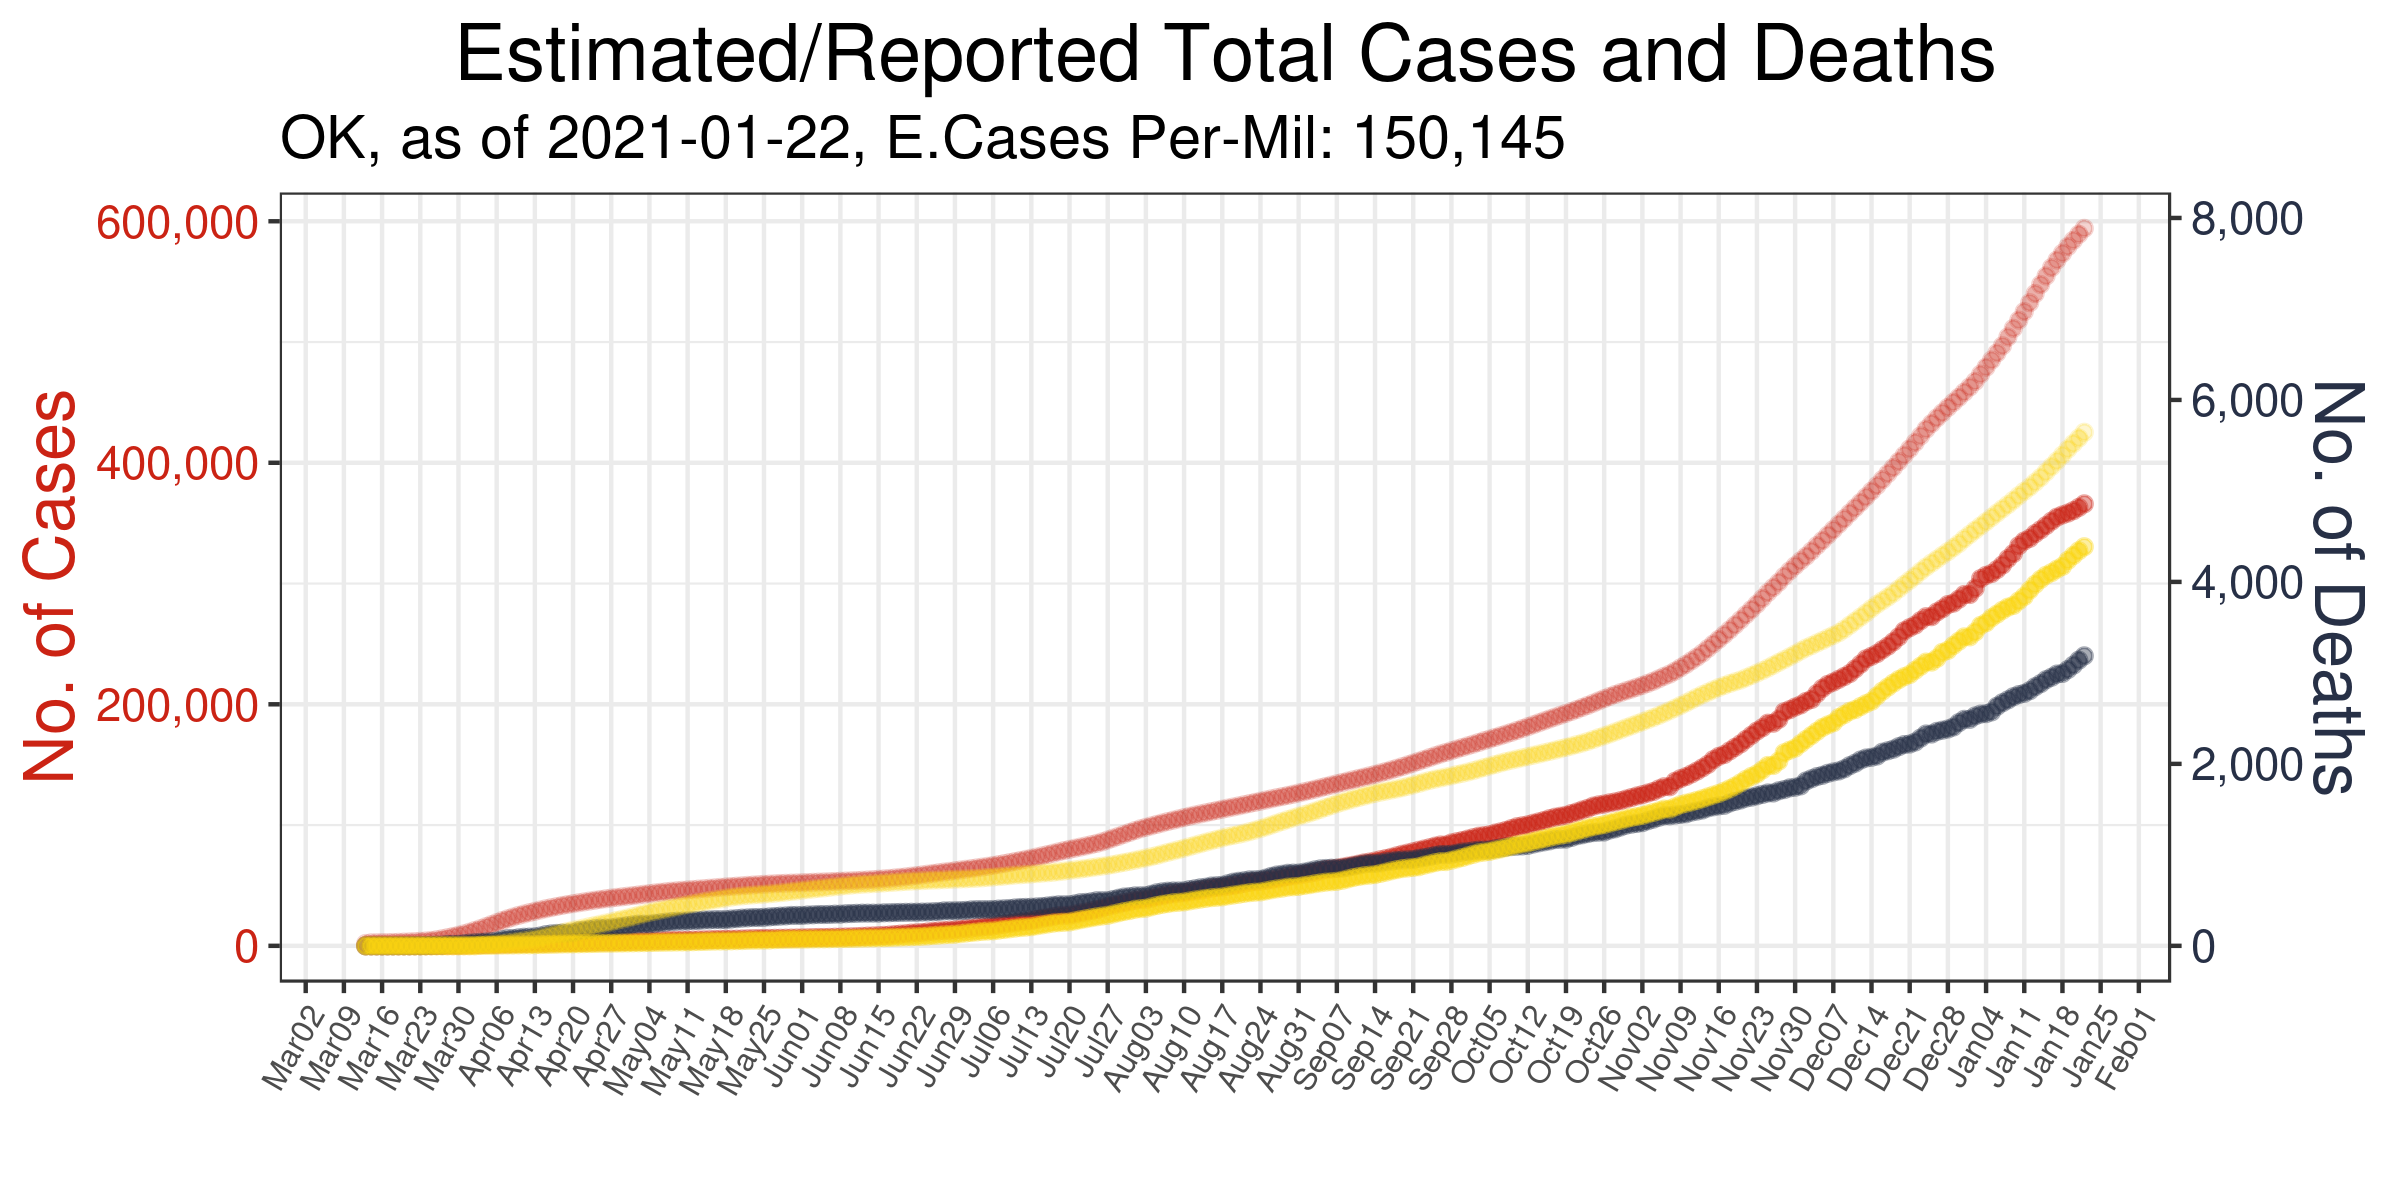 Estimated/Reported Total Cases and Deaths
OK, as of 2021-01-22, E.Cases Per-Mil: 150,145
No. of Cases
600,000
400,000
200,000
0
8,000
6,000
4,000
2,000
0
No. of Deaths
Mar02
Mar09
Mar16
Mar23
Mar30
Apr06
Apr13
Apr20
Apr27
May04
May11
May18
May25
Jun01
Jun08
Jun15
Jun22
Jun29
Jul06
Jul13
Jul20
Jul27
Aug03
Aug10
Aug17
Aug24
Aug31
Sep07
Sep14
Sep21
Sep28
Oct05
Oct12
Oct19
Oct26
Nov02
Nov09
Nov16
Nov23
Nov30
Dec07
Dec14
Dec21
Dec28
Jan04
Jan11
Jan18
Jan25
Feb01